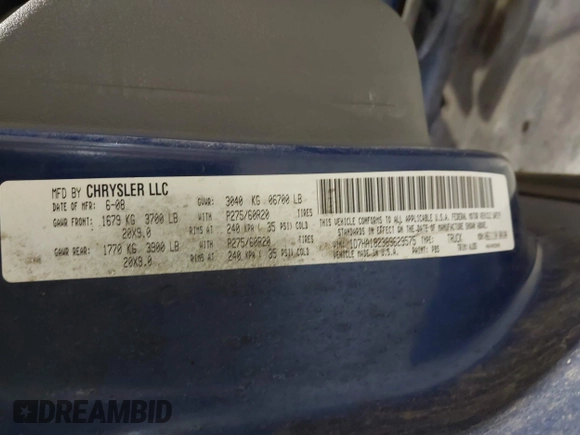 MFD BY CHRYSLER LLC
DATE OF MFR: 6-08
GVWR: 3040 KG 06700 LB
GAWR FRONT: 1679 KG 3700 LB WITH P275/60R20 TIRES
20X9.0 RIMS AT 240 KPA ( 35 PSI) COLD
GAWR REAR: 1770 KG 3900 LB WITH P275/60R20 TIRES
20X9.0 RIMS AT 240 KPA ( 35 PSI) COLD
THIS VEHICLE CONFORMS TO ALL APPLICABLE U.S.A. FEDERAL MOTOR VEHICLE SAFETY
STANDARDS IN EFFECT ON THE DATE OF MANUFACTURE SHOWN ABOVE.
TYPE: TRUCK
VEHICLE MADE IN U.S.A. PAINT: PB5
DREAMBID